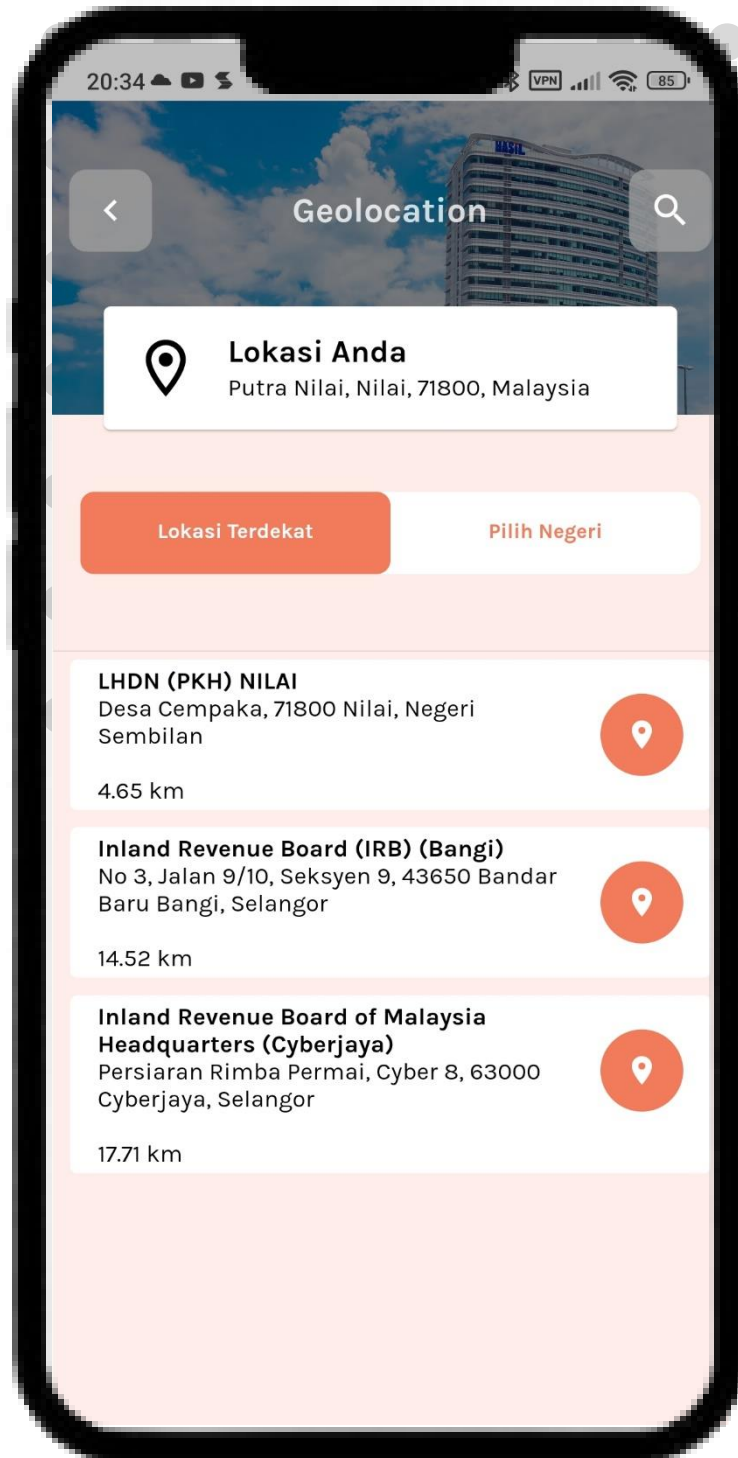 20:34
VPN
85
HASIL
Geolocation
Lokasi Anda
Putra Nilai, Nilai, 71800, Malaysia
Lokasi Terdekat
Pilih Negeri
LHDN (PKH) NILAI
Desa Cempaka, 71800 Nilai, Negeri
Sembilan
4.65 km
Inland Revenue Board (IRB) (Bangi)
No 3, Jalan 9/10, Seksyen 9, 43650 Bandar
Baru Bangi, Selangor
14.52 km
Inland Revenue Board of Malaysia
Headquarters (Cyberjaya)
Persiaran Rimba Permai, Cyber 8, 63000
Cyberjaya, Selangor
17.71 km